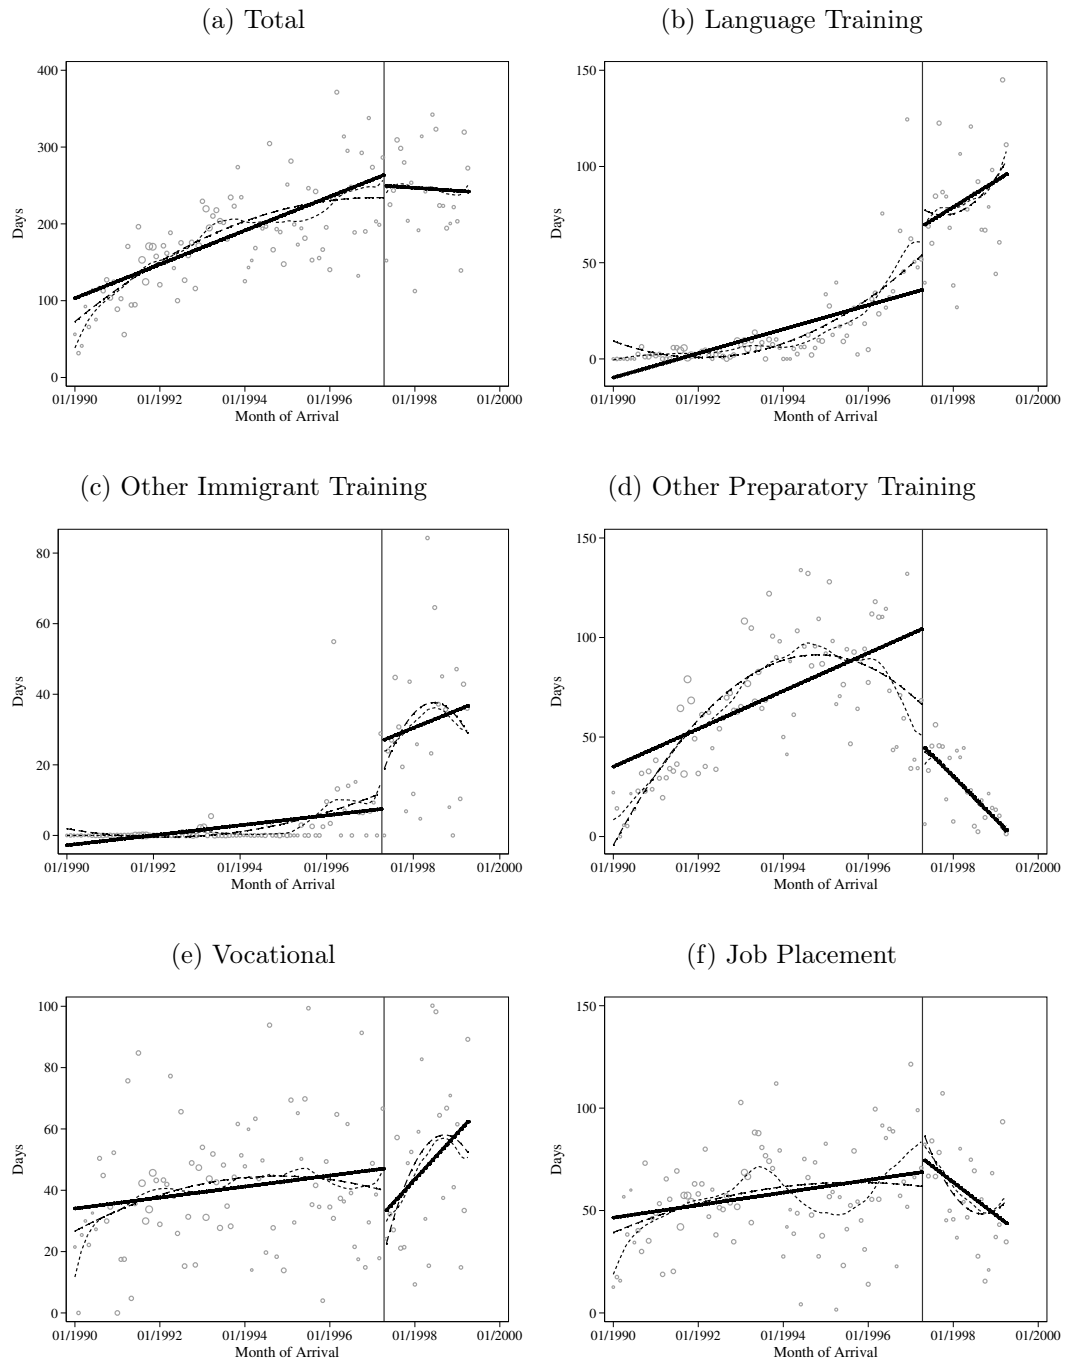 (a) Total
(b) Language Training
Days
400
300
200
100
0
01/1990 01/1992 01/1994 01/1996 01/1998 01/2000
Month of Arrival
Days
150
100
50
0
01/1990 01/1992 01/1994 01/1996 01/1998 01/2000
Month of Arrival
(c) Other Immigrant Training
(d) Other Preparatory Training
Days
80
60
40
20
0
01/1990 01/1992 01/1994 01/1996 01/1998 01/2000
Month of Arrival
Days
150
100
50
0
01/1990 01/1992 01/1994 01/1996 01/1998 01/2000
Month of Arrival
(e) Vocational
(f) Job Placement
Days
100
80
60
40
20
0
01/1990 01/1992 01/1994 01/1996 01/1998 01/2000
Month of Arrival
Days
150
100
50
0
01/1990 01/1992 01/1994 01/1996 01/1998 01/2000
Month of Arrival